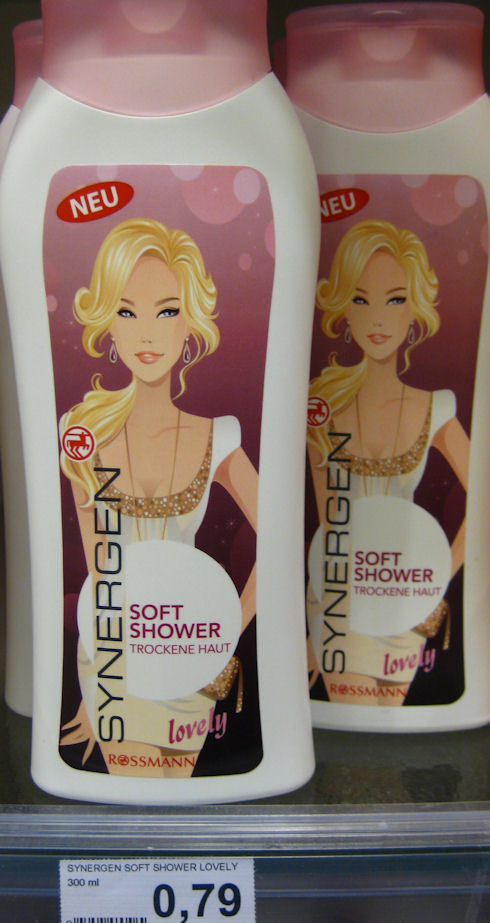 NEU
SYNERGEN
SOFT
SHOWER
TROCKENE HAUT
lovely
ROSSMANN
NEU
SYNERGEN
SOFT
SHOWER
TROCKENE HAUT
lovely
ROSSMANN
SYNERGEN SOFT SHOWER LOVELY
300 ml
0,79